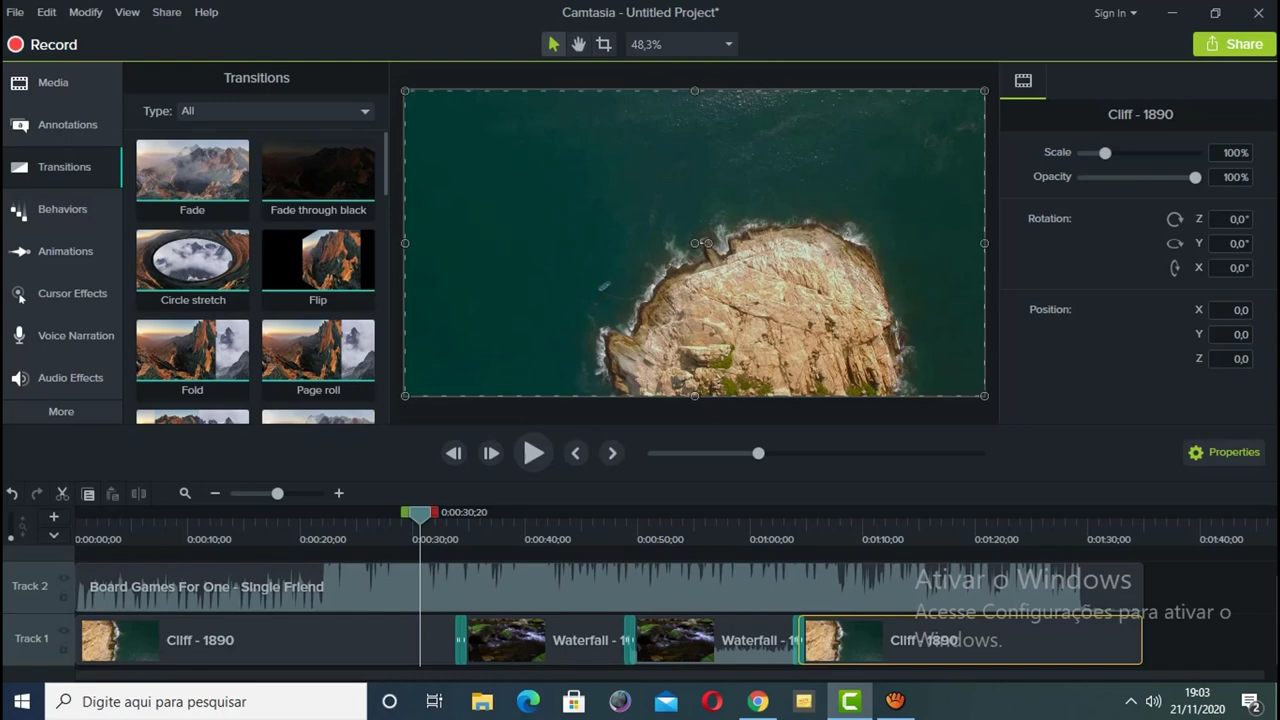 File Edit Modify View Share Help
Camtasia - Untitled Project*
Sign In
Record
48,3%
Share
Media
Annotations
Transitions
Behaviors
Animations
Cursor Effects
Voice Narration
Audio Effects
More
Transitions
Type: All
Fade
Fade through black
Circle stretch
Flip
Fold
Page roll
Cliff - 1890
Scale 100%
Opacity 100%
Rotation: Z 0,0°
Y 0,0°
X 0,0°
Position: X 0,0
Y 0,0
Z 0,0
Properties
0:00:30;20
0:00:00;00 0:00:10;00 0:00:20;00 0:00:30;00 0:00:40;00 0:00:50;00 0:01:00;00 0:01:10;00 0:01:20;00 0:01:30;00 0:01:40;00
Track 2
Board Games For One - Single Friend
Track 1
Cliff - 1890
Waterfall - 1
Waterfall - 1
Cliff - 1890
Ativar o Windows
Acesse Configurações para ativar o
Windows.
Digite aqui para pesquisar
19:03
21/11/2020
2